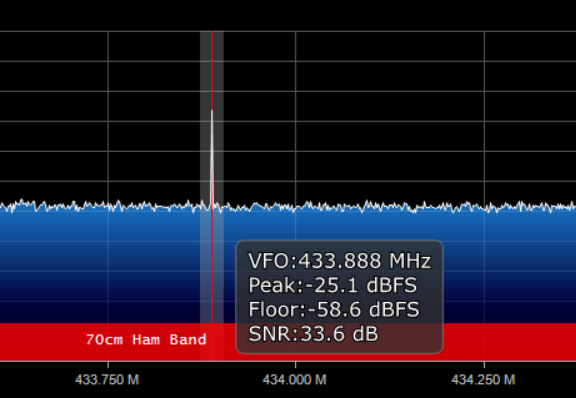 VFO:433.888 MHz
Peak:-25.1 dBFS
Floor:-58.6 dBFS
SNR:33.6 dB
70cm Ham Band
433.750 M
434.000 M
434.250 M